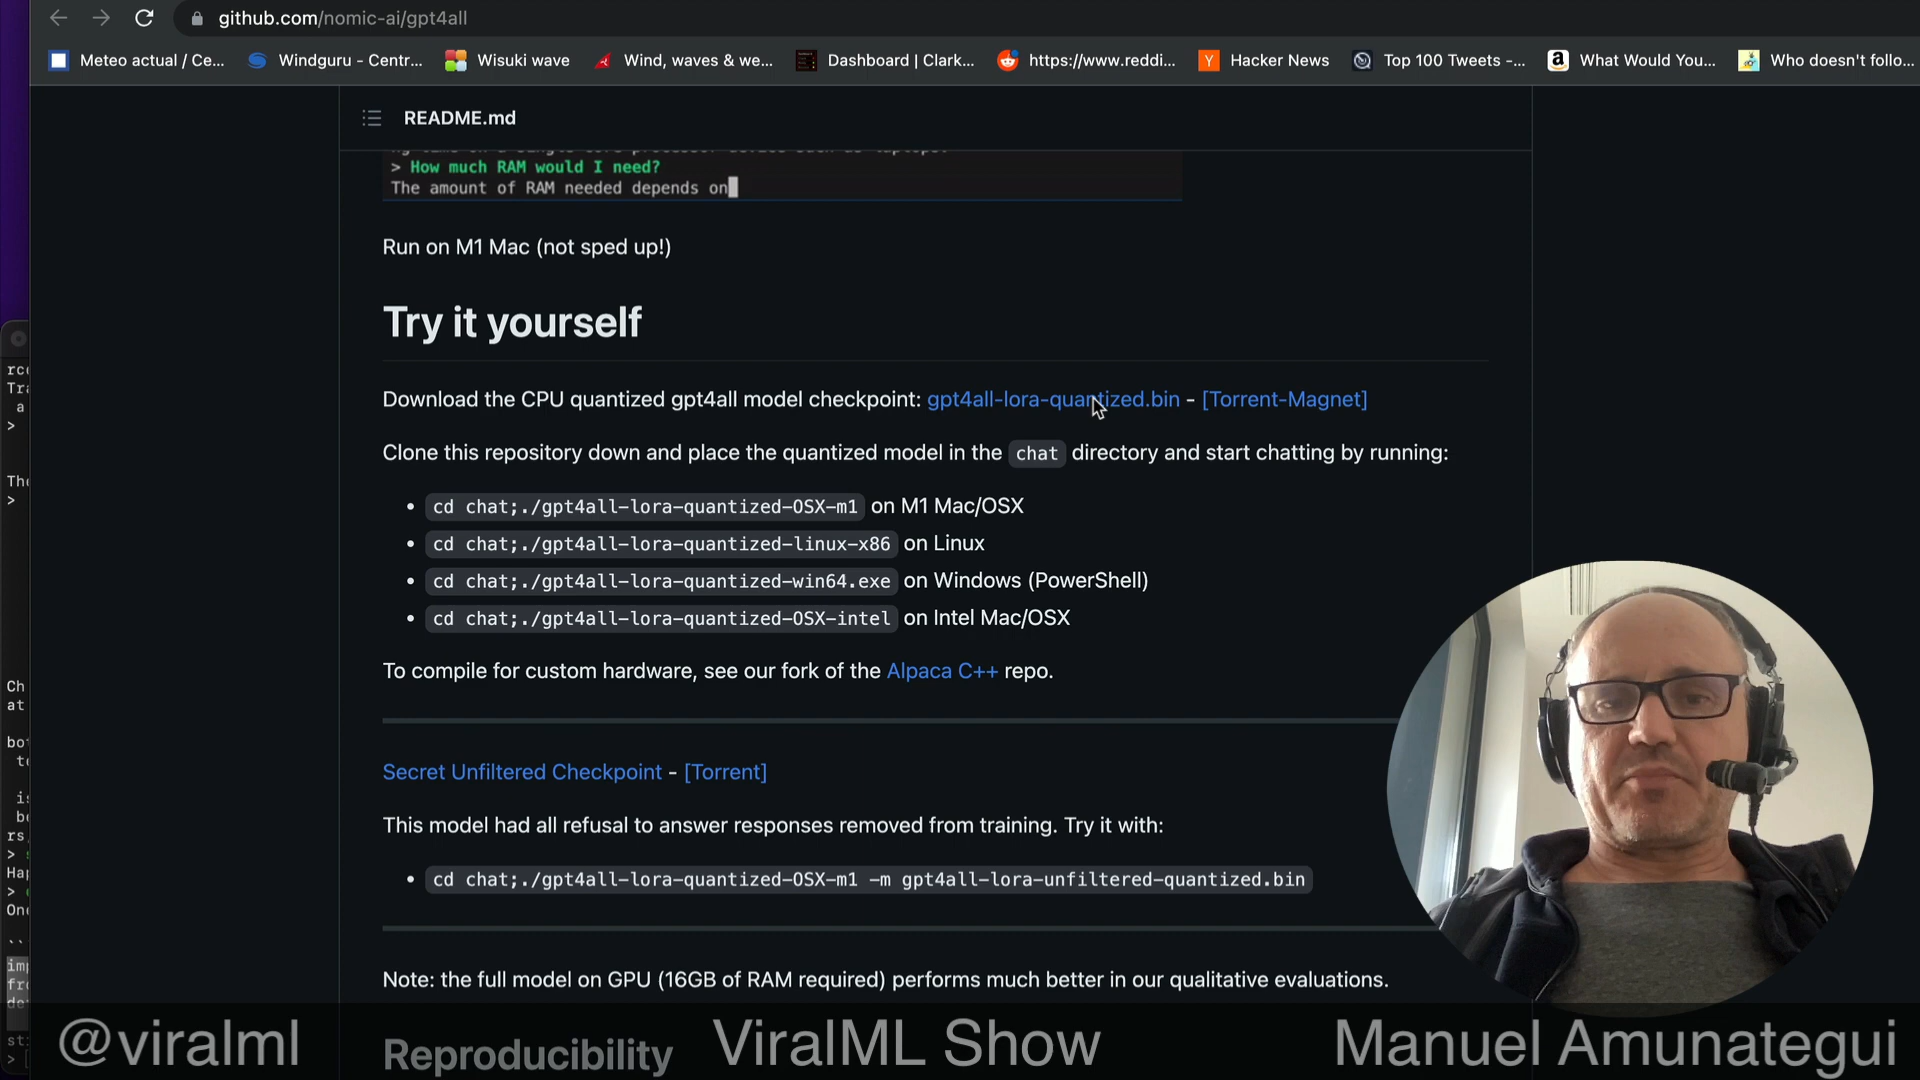 github.com/nomic-ai/gpt4all
Meteo actual / Ce... Windguru - Centr... Wisuki wave Wind, waves & we... Dashboard | Clark... https://www.reddi... Hacker News Top 100 Tweets -... What Would You... Who doesn't follo...
README.md
> How much RAM would I need?
The amount of RAM needed depends on
Run on M1 Mac (not sped up!)
Try it yourself
Download the CPU quantized gpt4all model checkpoint: gpt4all-lora-quantized.bin - [Torrent-Magnet]
Clone this repository down and place the quantized model in the chat directory and start chatting by running:
• cd chat;./gpt4all-lora-quantized-OSX-m1 on M1 Mac/OSX
• cd chat;./gpt4all-lora-quantized-linux-x86 on Linux
• cd chat;./gpt4all-lora-quantized-win64.exe on Windows (PowerShell)
• cd chat;./gpt4all-lora-quantized-OSX-intel on Intel Mac/OSX
To compile for custom hardware, see our fork of the Alpaca C++ repo.
Secret Unfiltered Checkpoint - [Torrent]
This model had all refusal to answer responses removed from training. Try it with:
• cd chat;./gpt4all-lora-quantized-OSX-m1 -m gpt4all-lora-unfiltered-quantized.bin
Note: the full model on GPU (16GB of RAM required) performs much better in our qualitative evaluations.
Reproducibility
@viralml ViralML Show Manuel Amunategui